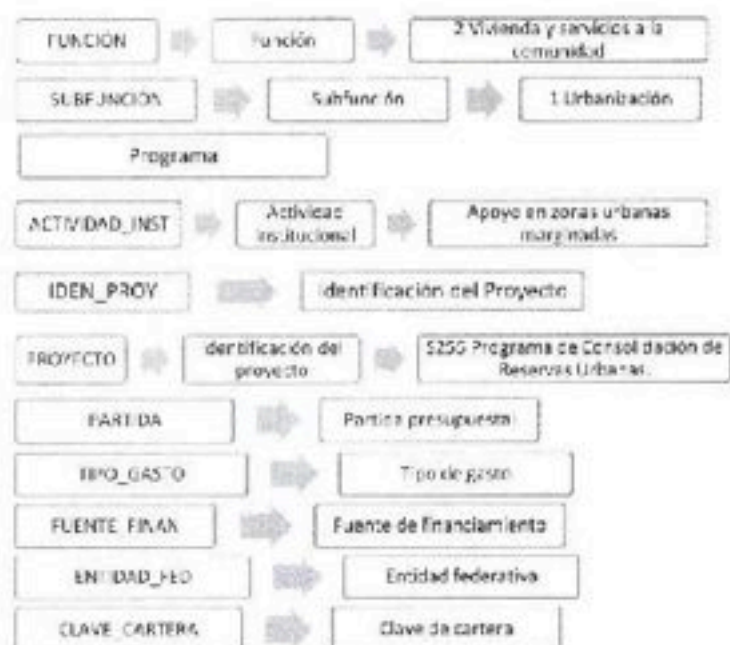 FUNCION Función 2 Vivienda y servicios a la
comunidad
SUBFUNCION Subfunción 1 Urbanización
Programa
ACTIVIDAD_INST Actividad
institucional Apoyo en zonas urbanas
marginadas
IDEN_PROY Identificación del Proyecto
PROYECTO Identificación del
proyecto S255 Programa de Consolidación de
Reservas Urbanas.
PARTIDA Partida presupuestal
TIPO_GASTO Tipo de gasto
FUENTE_FINAN Fuente de financiamiento
ENTIDAD_FED Entidad federativa
CLAVE_CARTERA Clave de cartera